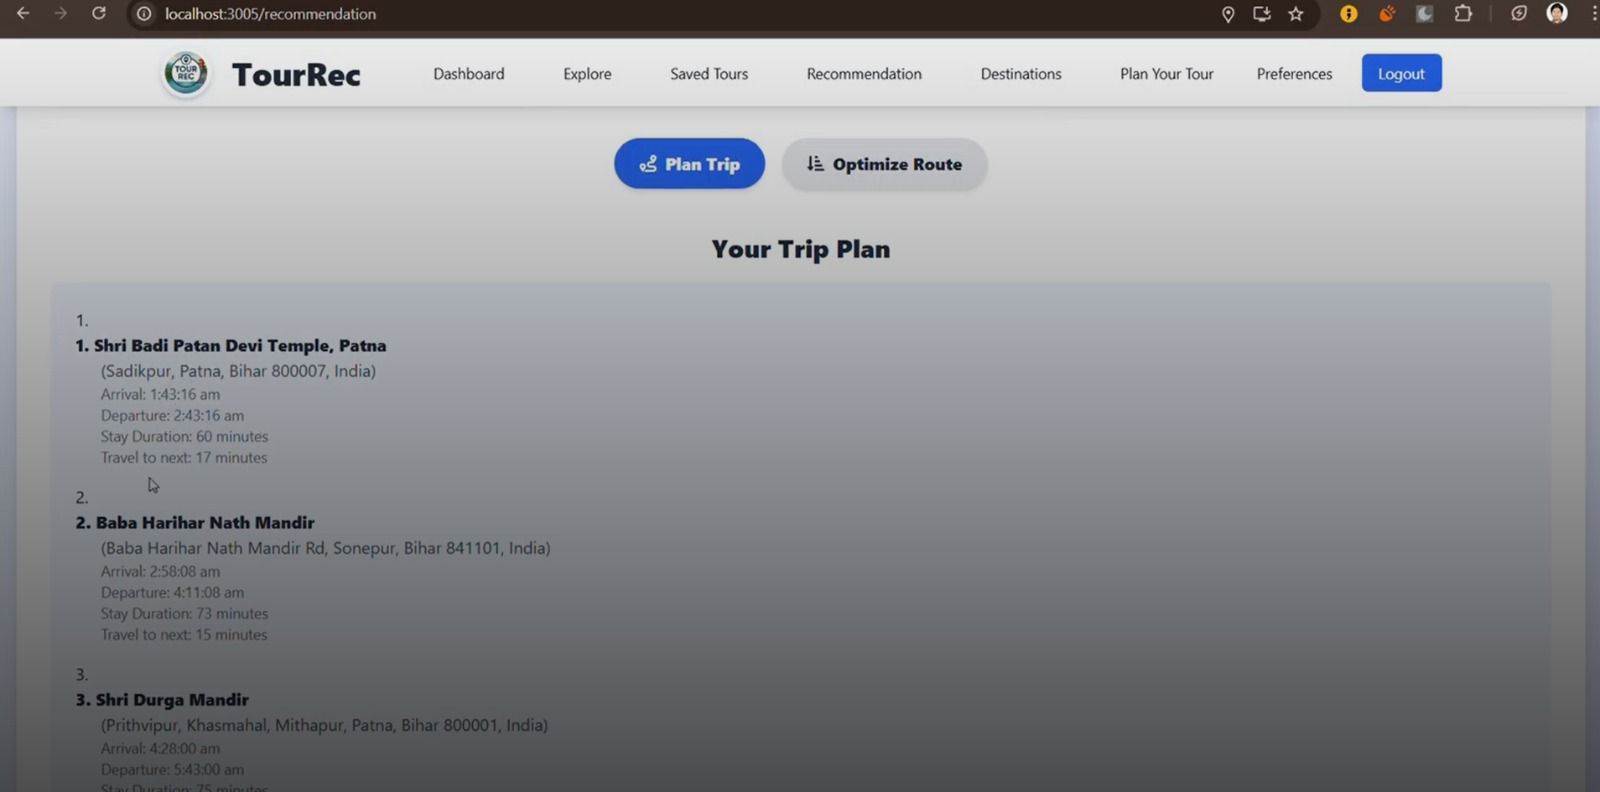 localhost:3005/recommendation
TOUR REC
TourRec
Dashboard
Explore
Saved Tours
Recommendation
Destinations
Plan Your Tour
Preferences
Logout
Plan Trip
Optimize Route
Your Trip Plan
1.
1. Shri Badi Patan Devi Temple, Patna
(Sadikpur, Patna, Bihar 800007, India)
Arrival: 1:43:16 am
Departure: 2:43:16 am
Stay Duration: 60 minutes
Travel to next: 17 minutes
2.
2. Baba Harihar Nath Mandir
(Baba Harihar Nath Mandir Rd, Sonepur, Bihar 841101, India)
Arrival: 2:58:08 am
Departure: 4:11:08 am
Stay Duration: 73 minutes
Travel to next: 15 minutes
3.
3. Shri Durga Mandir
(Prithvipur, Khasmahal, Mithapur, Patna, Bihar 800001, India)
Arrival: 4:28:00 am
Departure: 5:43:00 am
Stay Duration: 75 minutes